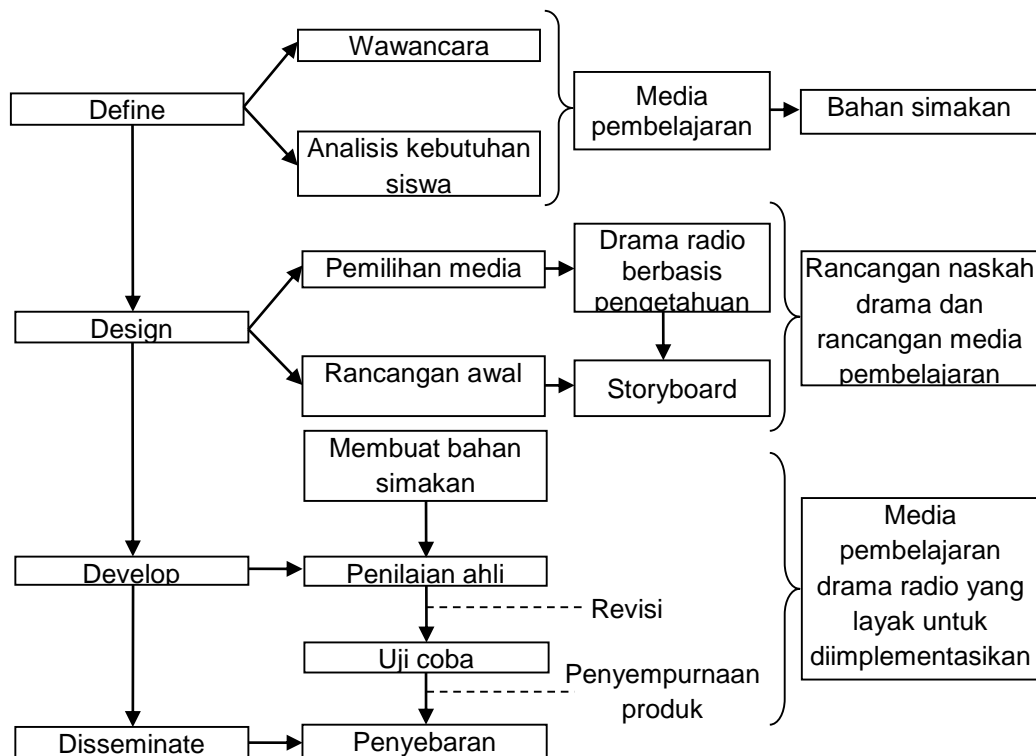 Wawancara
Define
Analisis kebutuhan
siswa
Media
pembelajaran
Bahan simakan
Pemilihan media
Drama radio
berbasis
pengetahuan
Design
Rancangan awal
Storyboard
Rancangan naskah
drama dan
rancangan media
pembelajaran
Membuat bahan
simakan
Develop
Penilaian ahli
Revisi
Uji coba
Penyempurnaan
produk
Disseminate
Penyebaran
Media
pembelajaran
drama radio yang
layak untuk
diimplementasikan